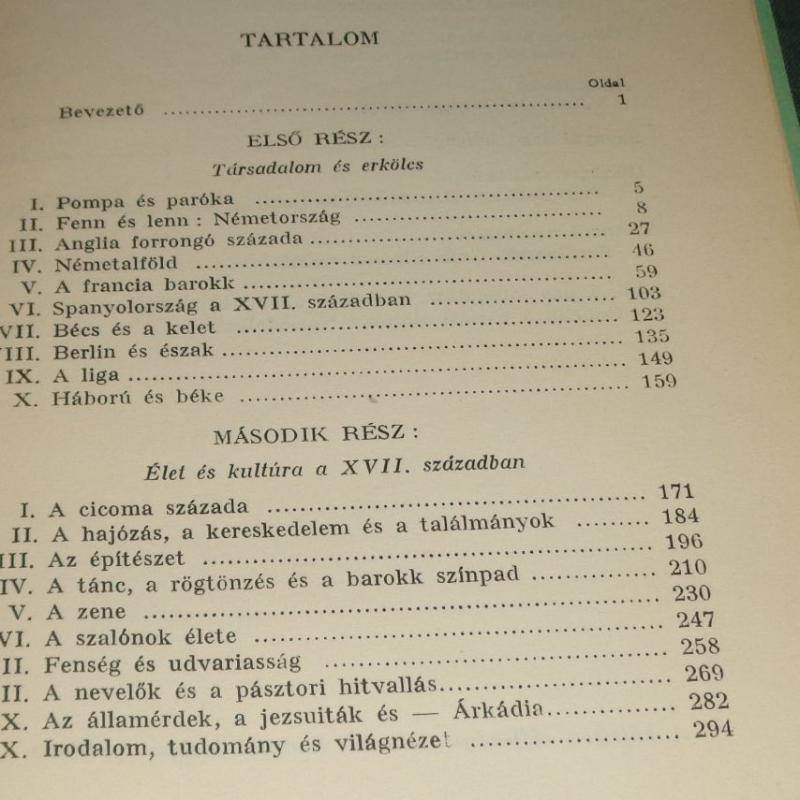 TARTALOM
Oldal
Bevezető 1
ELSŐ RÉSZ :
Társadalom és erkölcs
I. Pompa és paróka 5
II. Fenn és lenn : Németország 8
III. Anglia forrongó százada 27
IV. Németalföld 46
V. A francia barokk 59
VI. Spanyolország a XVII. században 103
VII. Bécs és a kelet 123
VIII. Berlin és észak 135
IX. A liga 149
X. Háború és béke 159
MÁSODIK RÉSZ :
Élet és kultúra a XVII. században
I. A cicoma százada 171
II. A hajózás, a kereskedelem és a találmányok 184
III. Az építészet 196
IV. A tánc, a rögtönzés és a barokk színpad 210
V. A zene 230
VI. A szalónok élete 247
II. Fenség és udvariasság 258
II. A nevelők és a pásztori hitvallás 269
X. Az államérdek, a jezsuiták és — Árkádia 282
X. Irodalom, tudomány és világnézet 294